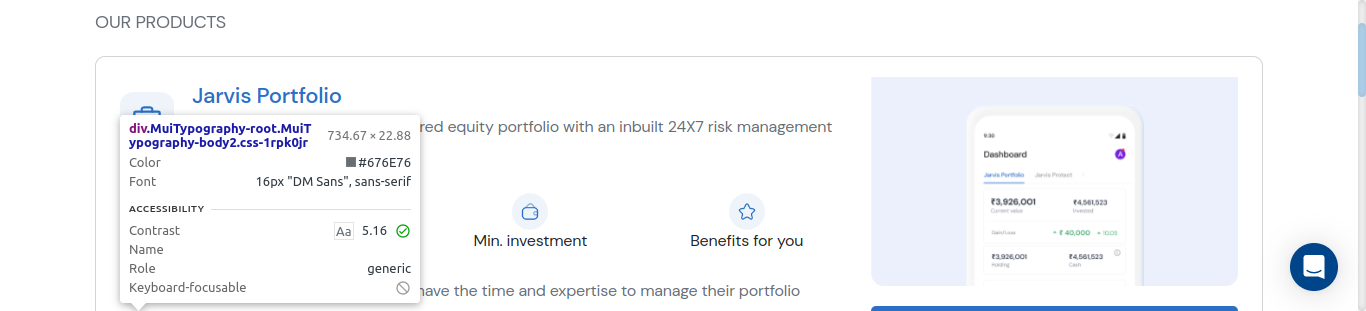 OUR PRODUCTS
Jarvis Portfolio
red equity portfolio with an inbuilt 24X7 risk management
div.MuiTypography-root.MuiT
ypography-body2.css-1rpk0jr
734.67 × 22.88
Color
#676E76
Font
16px "DM Sans", sans-serif
ACCESSIBILITY
Contrast
Aa
5.16
Name
Role
generic
Keyboard-focusable
Min. investment
Benefits for you
have the time and expertise to manage their portfolio
9:30
Dashboard
A
Jarvis Portfolio
Jarvis Protect
₹3,926,001
₹4,561,523
Current value
Invested
Gain/Loss
+ ₹ 40,000
₹3,926,001
₹4,561,523
Holding
Cash